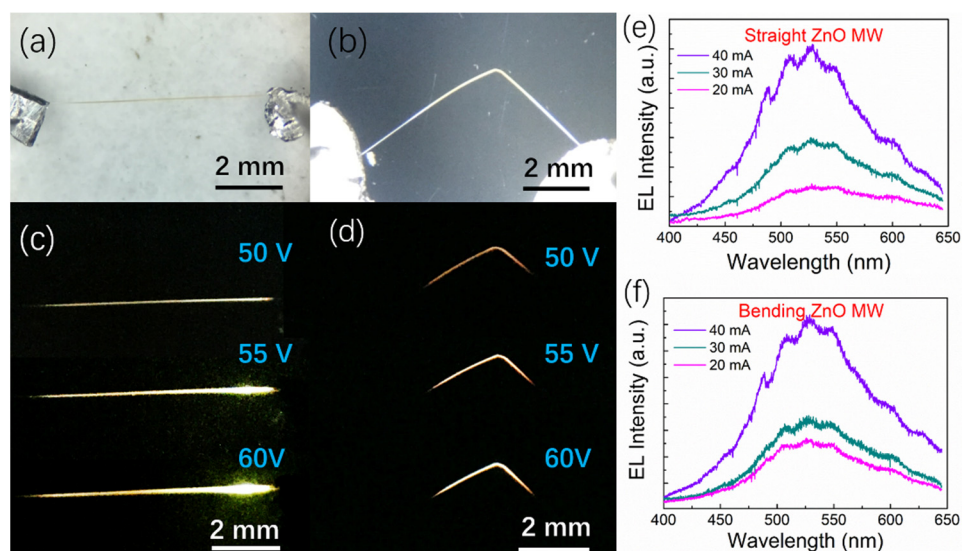 (a)
2 mm
(b)
2 mm
(c)
50 V
55 V
60V
2 mm
(d)
50 V
55 V
60V
2 mm
(e)
Straight ZnO MW
40 mA
30 mA
20 mA
EL Intensity (a.u.)
400 450 500 550 600 650
Wavelength (nm)
(f)
Bending ZnO MW
40 mA
30 mA
20 mA
EL Intensity (a.u.)
400 450 500 550 600 650
Wavelength (nm)